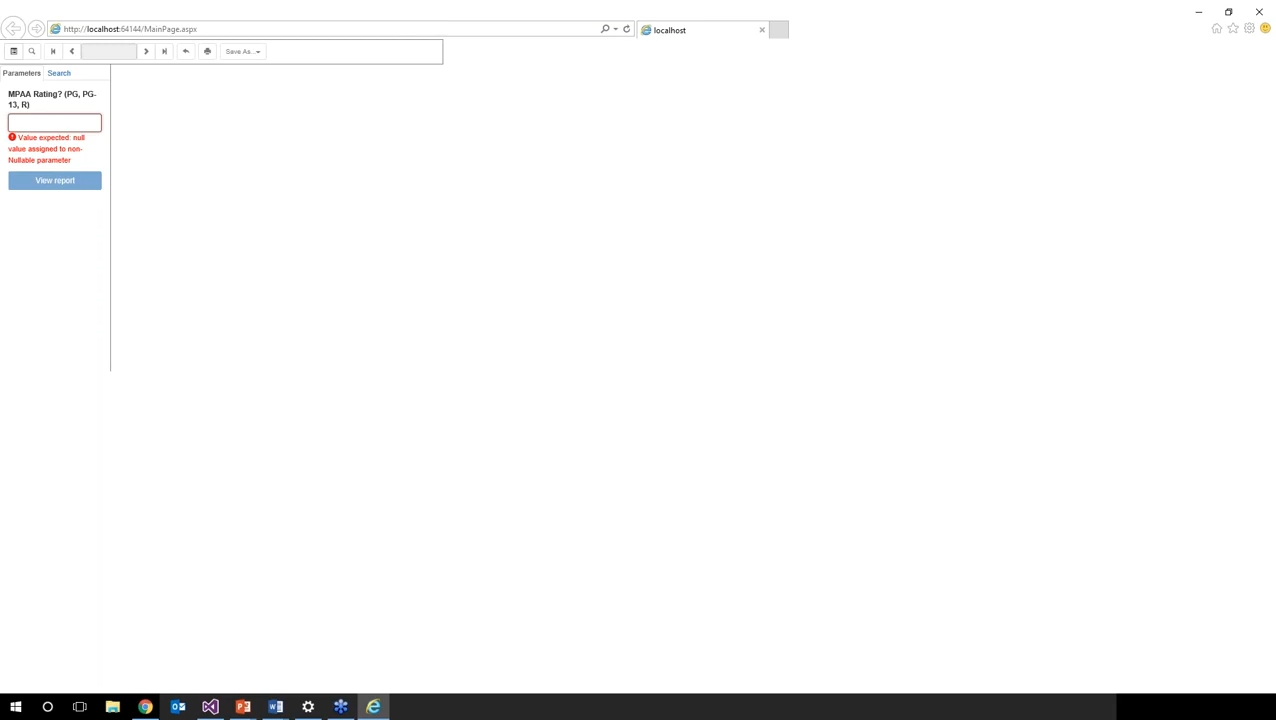 http://localhost:64144/MainPage.aspx
localhost
Save As...
Parameters
Search
MPAA Rating? (PG, PG-
13, R)
Value expected: null
value assigned to non-
Nullable parameter
View report